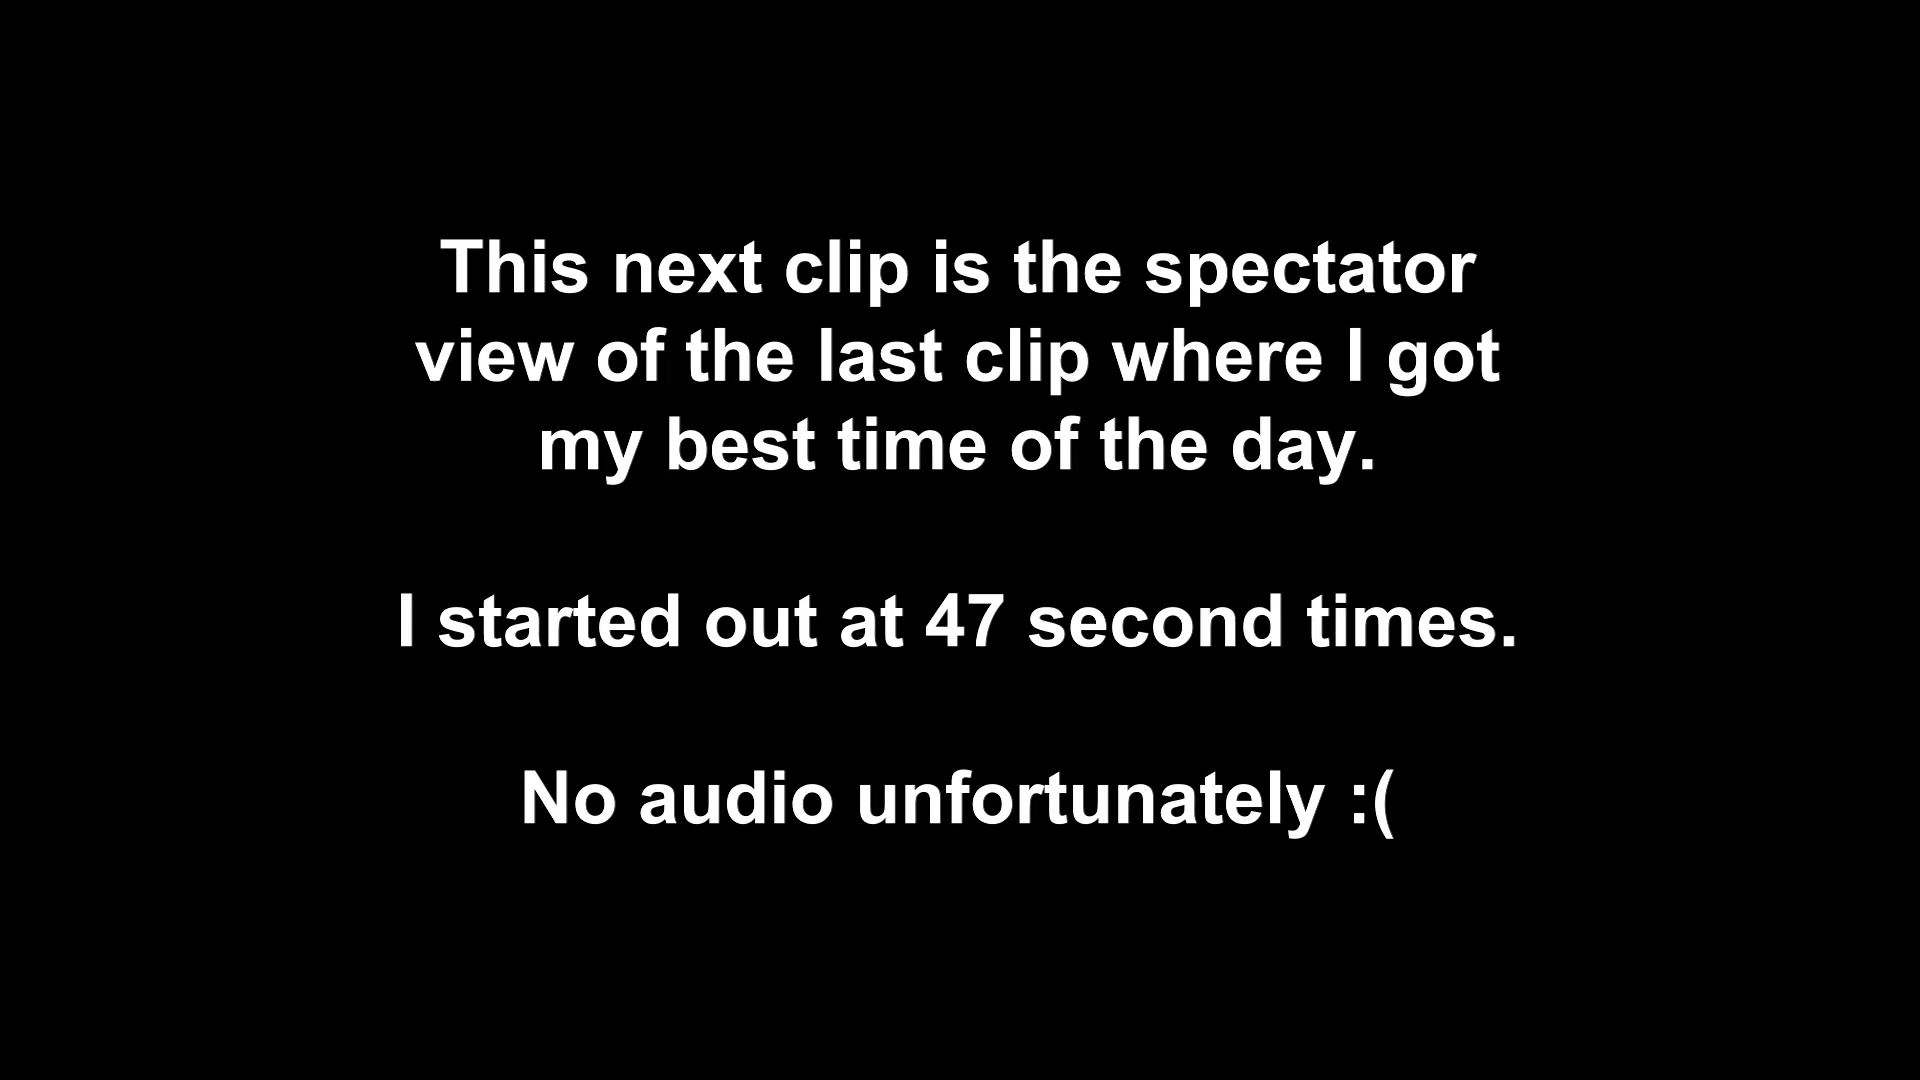 This next clip is the spectator
view of the last clip where I got
my best time of the day.
I started out at 47 second times.
No audio unfortunately :(